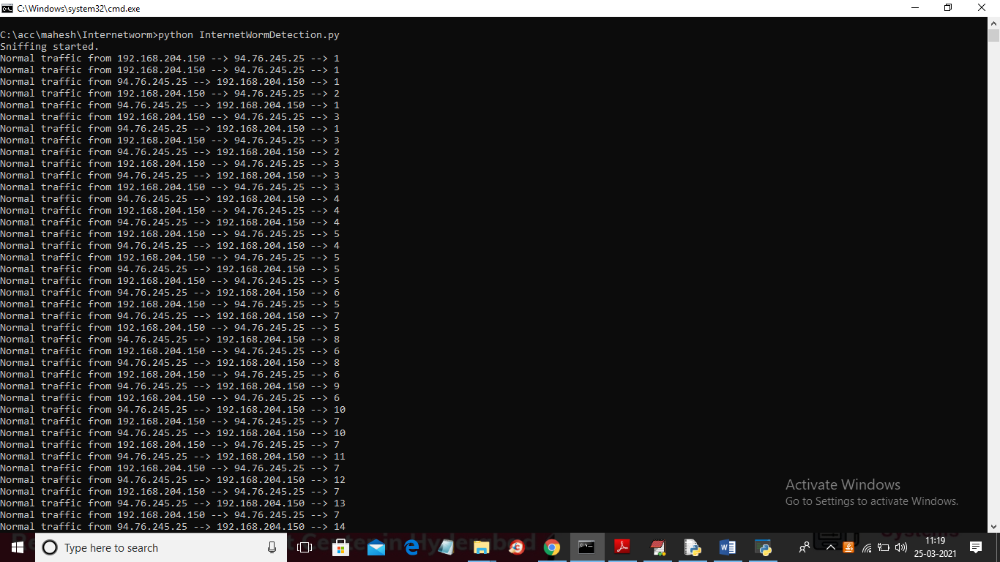 C:\Windows\system32\cmd.exe
C:\acc\mahesh\Internetworm>python InternetWormDetection.py
Sniffing started.
Normal traffic from 192.168.204.150 --> 94.76.245.25 --> 1
Normal traffic from 192.168.204.150 --> 94.76.245.25 --> 1
Normal traffic from 94.76.245.25 --> 192.168.204.150 --> 1
Normal traffic from 192.168.204.150 --> 94.76.245.25 --> 2
Normal traffic from 94.76.245.25 --> 192.168.204.150 --> 1
Normal traffic from 192.168.204.150 --> 94.76.245.25 --> 3
Normal traffic from 94.76.245.25 --> 192.168.204.150 --> 1
Normal traffic from 192.168.204.150 --> 94.76.245.25 --> 3
Normal traffic from 94.76.245.25 --> 192.168.204.150 --> 2
Normal traffic from 192.168.204.150 --> 94.76.245.25 --> 3
Normal traffic from 94.76.245.25 --> 192.168.204.150 --> 3
Normal traffic from 192.168.204.150 --> 94.76.245.25 --> 3
Normal traffic from 94.76.245.25 --> 192.168.204.150 --> 4
Normal traffic from 192.168.204.150 --> 94.76.245.25 --> 4
Normal traffic from 94.76.245.25 --> 192.168.204.150 --> 4
Normal traffic from 192.168.204.150 --> 94.76.245.25 --> 5
Normal traffic from 94.76.245.25 --> 192.168.204.150 --> 4
Normal traffic from 192.168.204.150 --> 94.76.245.25 --> 5
Normal traffic from 94.76.245.25 --> 192.168.204.150 --> 5
Normal traffic from 192.168.204.150 --> 94.76.245.25 --> 5
Normal traffic from 94.76.245.25 --> 192.168.204.150 --> 6
Normal traffic from 192.168.204.150 --> 94.76.245.25 --> 5
Normal traffic from 94.76.245.25 --> 192.168.204.150 --> 7
Normal traffic from 192.168.204.150 --> 94.76.245.25 --> 5
Normal traffic from 94.76.245.25 --> 192.168.204.150 --> 8
Normal traffic from 192.168.204.150 --> 94.76.245.25 --> 6
Normal traffic from 94.76.245.25 --> 192.168.204.150 --> 8
Normal traffic from 192.168.204.150 --> 94.76.245.25 --> 6
Normal traffic from 94.76.245.25 --> 192.168.204.150 --> 9
Normal traffic from 192.168.204.150 --> 94.76.245.25 --> 6
Normal traffic from 94.76.245.25 --> 192.168.204.150 --> 10
Normal traffic from 192.168.204.150 --> 94.76.245.25 --> 7
Normal traffic from 94.76.245.25 --> 192.168.204.150 --> 10
Normal traffic from 192.168.204.150 --> 94.76.245.25 --> 7
Normal traffic from 94.76.245.25 --> 192.168.204.150 --> 11
Normal traffic from 192.168.204.150 --> 94.76.245.25 --> 7
Normal traffic from 94.76.245.25 --> 192.168.204.150 --> 12
Normal traffic from 192.168.204.150 --> 94.76.245.25 --> 7
Normal traffic from 94.76.245.25 --> 192.168.204.150 --> 13
Normal traffic from 192.168.204.150 --> 94.76.245.25 --> 7
Normal traffic from 94.76.245.25 --> 192.168.204.150 --> 14
Activate Windows
Go to Settings to activate Windows.
Type here to search
11:19
25-03-2021